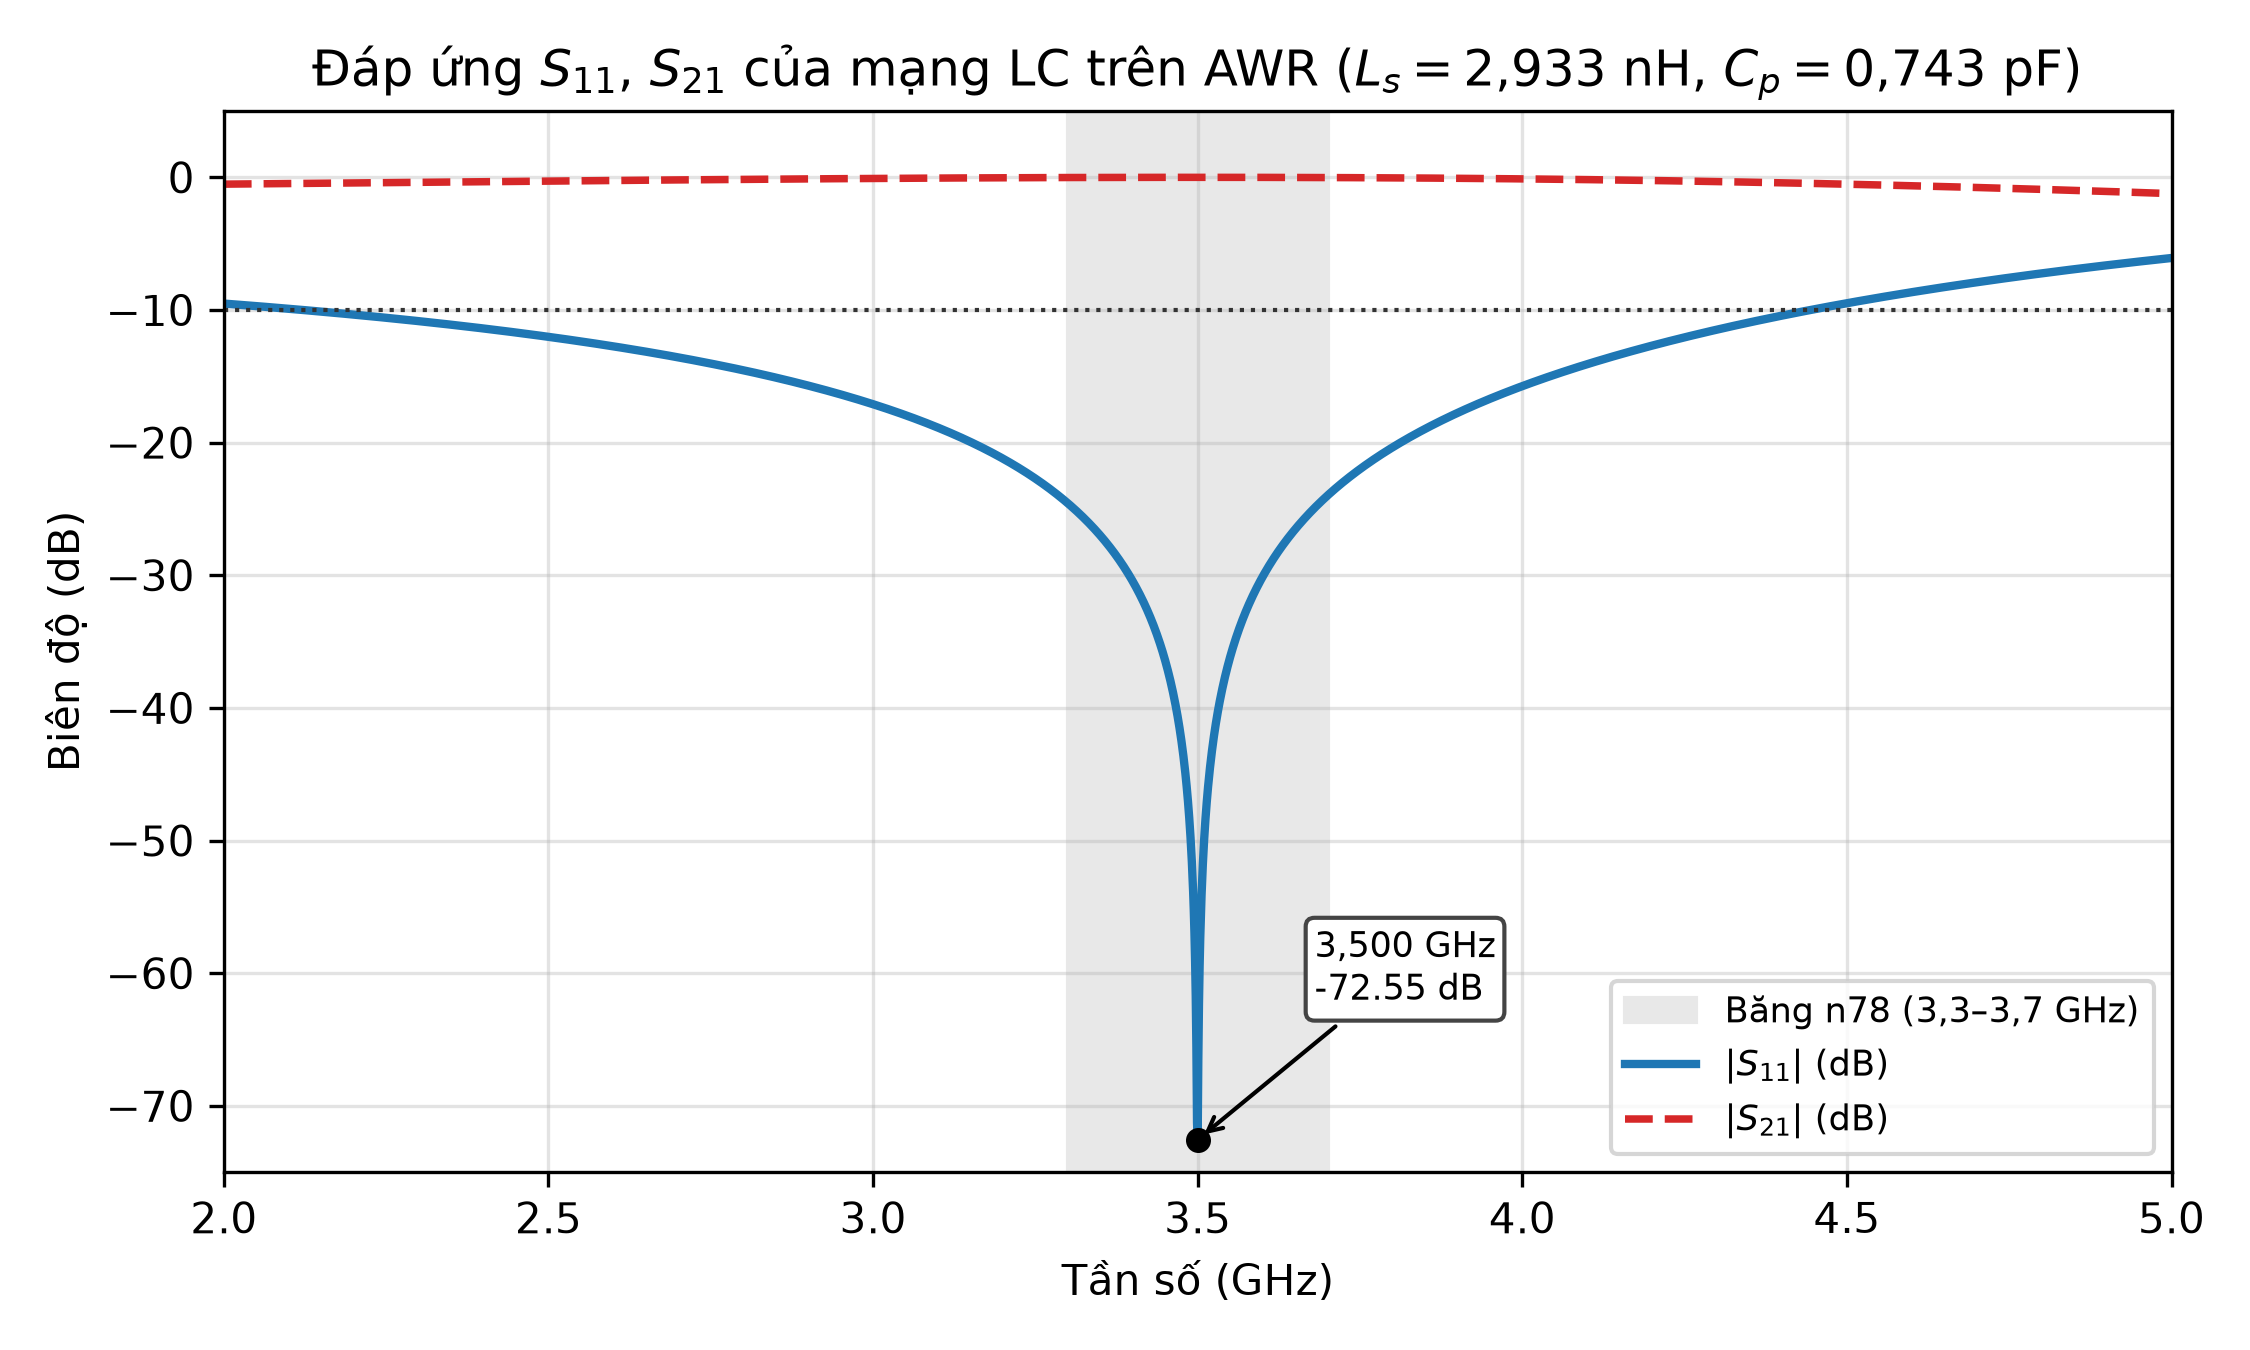 Đáp ứng S₁₁, S₂₁ của mạng LC trên AWR (Lₛ = 2,933 nH, Cₚ = 0,743 pF)
Biên độ (dB)
0
−10
−20
−30
−40
−50
−60
−70
3,500 GHz
-72.55 dB
Băng n78 (3,3–3,7 GHz)
|S₁₁| (dB)
|S₂₁| (dB)
2.0 2.5 3.0 3.5 4.0 4.5 5.0
Tần số (GHz)